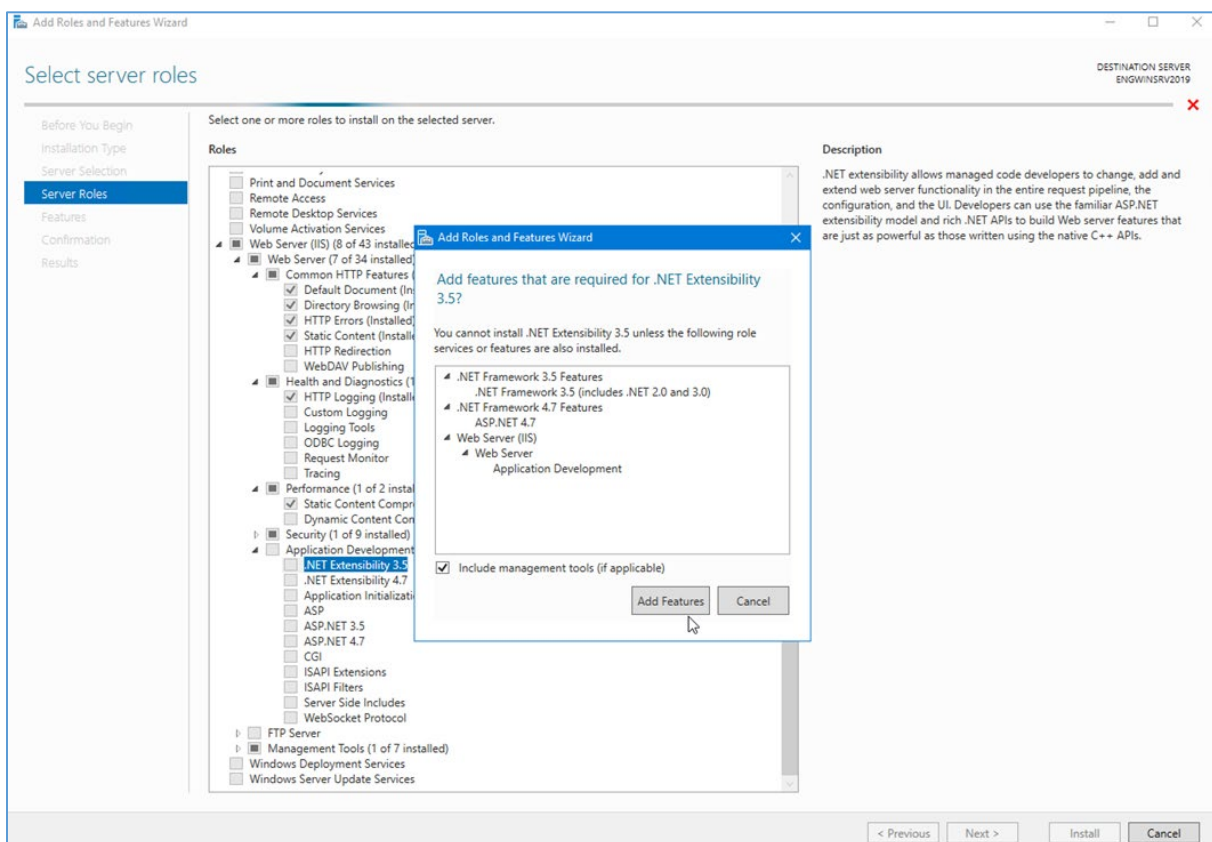 Add Roles and Features Wizard
Select server roles
DESTINATION SERVER
ENGWINSRV2019
Before You Begin
Installation Type
Server Selection
Server Roles
Features
Confirmation
Results
Select one or more roles to install on the selected server.
Roles
Print and Document Services
Remote Access
Remote Desktop Services
Volume Activation Services
Web Server (IIS) (8 of 43 installed
Web Server (7 of 34 installed)
Common HTTP Features (
Default Document (In
Directory Browsing (In
HTTP Errors (Installed)
Static Content (Installe
HTTP Redirection
WebDAV Publishing
Health and Diagnostics (1
HTTP Logging (Installe
Custom Logging
Logging Tools
ODBC Logging
Request Monitor
Tracing
Performance (1 of 2 instal
Static Content Compr
Dynamic Content Con
Security (1 of 9 installed)
Application Development
.NET Extensibility 3.5
.NET Extensibility 4.7
Application Initializati
ASP
ASP.NET 3.5
ASP.NET 4.7
CGI
ISAPI Extensions
ISAPI Filters
Server Side Includes
WebSocket Protocol
FTP Server
Management Tools (1 of 7 installed)
Windows Deployment Services
Windows Server Update Services
Add Roles and Features Wizard
Add features that are required for .NET Extensibility
3.5?
You cannot install .NET Extensibility 3.5 unless the following role
services or features are also installed.
.NET Framework 3.5 Features
.NET Framework 3.5 (includes .NET 2.0 and 3.0)
.NET Framework 4.7 Features
ASP.NET 4.7
Web Server (IIS)
Web Server
Application Development
Include management tools (if applicable)
Add Features
Cancel
Description
.NET extensibility allows managed code developers to change, add and
extend web server functionality in the entire request pipeline, the
configuration, and the UI. Developers can use the familiar ASP.NET
extensibility model and rich .NET APIs to build Web server features that
are just as powerful as those written using the native C++ APIs.
< Previous
Next >
Install
Cancel